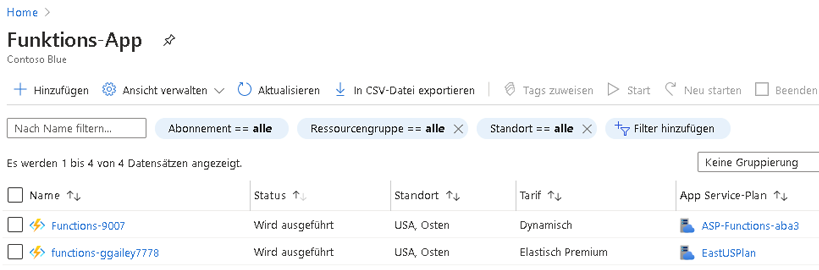 Home
Funktions-App
Contoso Blue
Hinzufügen Ansicht verwalten Aktualisieren In CSV-Datei exportieren Tags zuweisen Start Neu starten Beenden
Nach Name filtern... Abonnement == alle Ressourcengruppe == alle Standort == alle Filter hinzufügen
Es werden 1 bis 4 von 4 Datensätzen angezeigt.
Keine Gruppierung
Name Status Standort Tarif App Service-Plan
Functions-9007 Wird ausgeführt USA, Osten Dynamisch ASP-Functions-aba3
functions-ggailey7778 Wird ausgeführt USA, Osten Elastisch Premium EastUSPlan